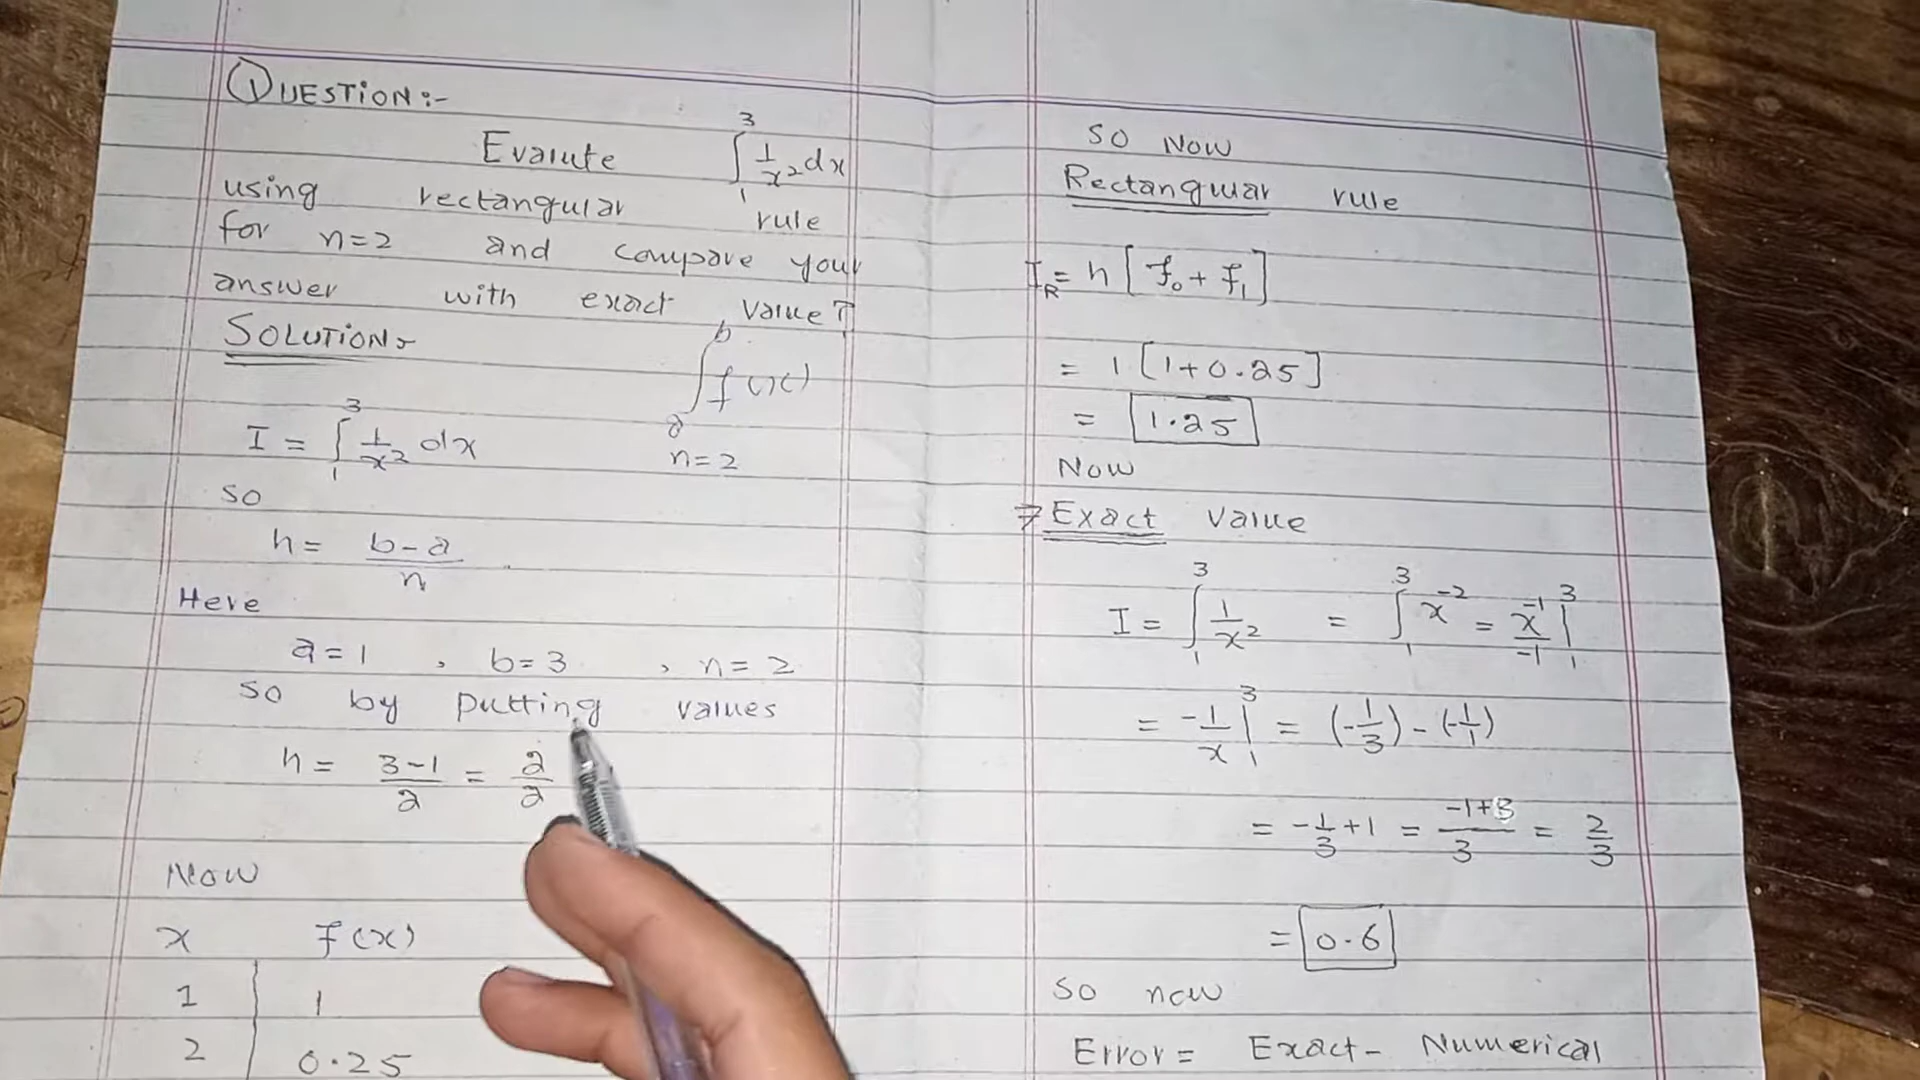 QUESTION:-
Evalute ∫₁³ 1/x² dx
using rectangular rule
for n=2 and compare your
answer with exact value?
SOLUTION:-
∫ₐᵇ f(x)
n=2
I = ∫₁³ 1/x² dx
so
h = b-a/n
Here
a=1 , b=3 , n=2
so by putting values
h = 3-1/2 = 2/2
Now
x f(x)
1 1
2 0.25
SO NOW
Rectangular rule
I_R = h[f₀+f₁]
= 1[1+0.25]
= 1.25
Now
⇒ Exact value
I = ∫₁³ 1/x² = ∫₁³ x⁻² = x⁻¹/-1 |₁³
= -1/x |₁³ = (-1/3) - (-1/1)
= -1/3 + 1 = -1+3/3 = 2/3
= 0.6
so now
Error = Exact - Numerical